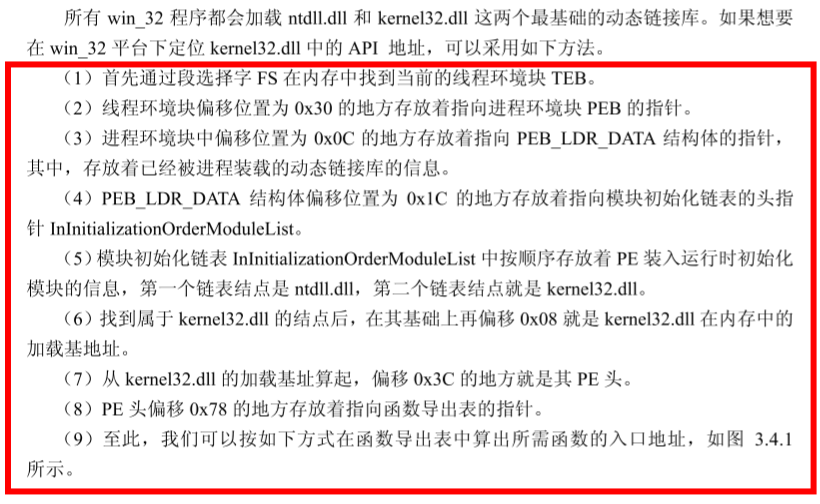 所有 win_32 程序都会加载 ntdll.dll 和 kernel32.dll 这两个最基础的动态链接库。如果想要
在 win_32 平台下定位 kernel32.dll 中的 API 地址，可以采用如下方法。
（1）首先通过段选择字 FS 在内存中找到当前的线程环境块 TEB。
（2）线程环境块偏移位置为 0x30 的地方存放着指向进程环境块 PEB 的指针。
（3）进程环境块中偏移位置为 0x0C 的地方存放着指向 PEB_LDR_DATA 结构体的指针，
其中，存放着已经被进程装载的动态链接库的信息。
（4）PEB_LDR_DATA 结构体偏移位置为 0x1C 的地方存放着指向模块初始化链表的头指
针 InInitializationOrderModuleList。
（5）模块初始化链表 InInitializationOrderModuleList 中按顺序存放着 PE 装入运行时初始化
模块的信息，第一个链表结点是 ntdll.dll，第二个链表结点就是 kernel32.dll。
（6）找到属于 kernel32.dll 的结点后，在其基础上再偏移 0x08 就是 kernel32.dll 在内存中的
加载基地址。
（7）从 kernel32.dll 的加载基址算起，偏移 0x3C 的地方就是其 PE 头。
（8）PE 头偏移 0x78 的地方存放着指向函数导出表的指针。
（9）至此，我们可以按如下方式在函数导出表中算出所需函数的入口地址，如图 3.4.1
所示。